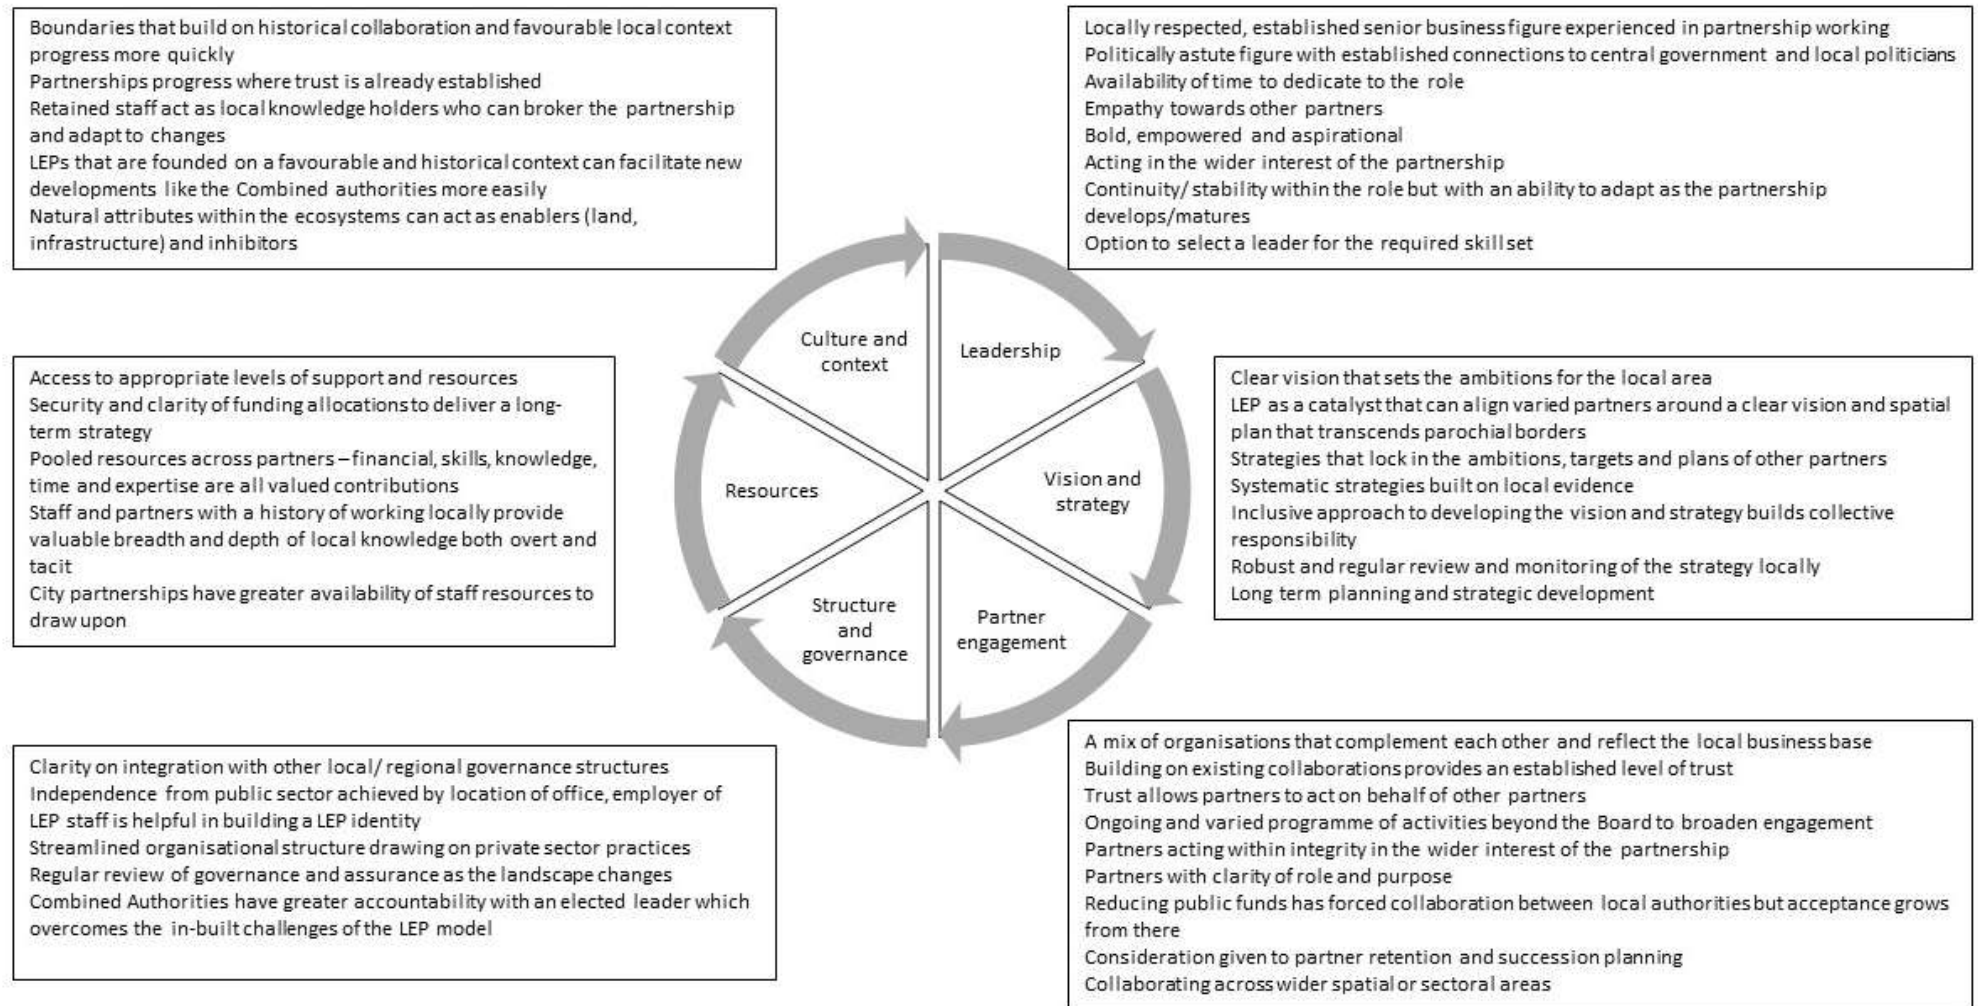 Boundaries that build on historical collaboration and favourable local context
progress more quickly
Partnerships progress where trust is already established
Retained staff act as local knowledge holders who can broker the partnership
and adapt to changes
LEPs that are founded on a favourable and historical context can facilitate new
developments like the Combined authorities more easily
Natural attributes within the ecosystems can act as enablers (land,
infrastructure) and inhibitors
Locally respected, established senior business figure experienced in partnership working
Politically astute figure with established connections to central government and local politicians
Availability of time to dedicate to the role
Empathy towards other partners
Bold, empowered and aspirational
Acting in the wider interest of the partnership
Continuity/ stability within the role but with an ability to adapt as the partnership
develops/matures
Option to select a leader for the required skill set
Culture and
context
Leadership
Access to appropriate levels of support and resources
Security and clarity of funding allocations to deliver a long-
term strategy
Pooled resources across partners – financial, skills, knowledge,
time and expertise are all valued contributions
Staff and partners with a history of working locally provide
valuable breadth and depth of local knowledge both overt and
tacit
City partnerships have greater availability of staff resources to
draw upon
Resources
Vision and
strategy
Clear vision that sets the ambitions for the local area
LEP as a catalyst that can align varied partners around a clear vision and spatial
plan that transcends parochial borders
Strategies that lock in the ambitions, targets and plans of other partners
Systematic strategies built on local evidence
Inclusive approach to developing the vision and strategy builds collective
responsibility
Robust and regular review and monitoring of the strategy locally
Long term planning and strategic development
Structure
and
governance
Partner
engagement
Clarity on integration with other local/ regional governance structures
Independence from public sector achieved by location of office, employer of
LEP staff is helpful in building a LEP identity
Streamlined organisational structure drawing on private sector practices
Regular review of governance and assurance as the landscape changes
Combined Authorities have greater accountability with an elected leader which
overcomes the in-built challenges of the LEP model
A mix of organisations that complement each other and reflect the local business base
Building on existing collaborations provides an established level of trust
Trust allows partners to act on behalf of other partners
Ongoing and varied programme of activities beyond the Board to broaden engagement
Partners acting within integrity in the wider interest of the partnership
Partners with clarity of role and purpose
Reducing public funds has forced collaboration between local authorities but acceptance grows
from there
Consideration given to partner retention and succession planning
Collaborating across wider spatial or sectoral areas